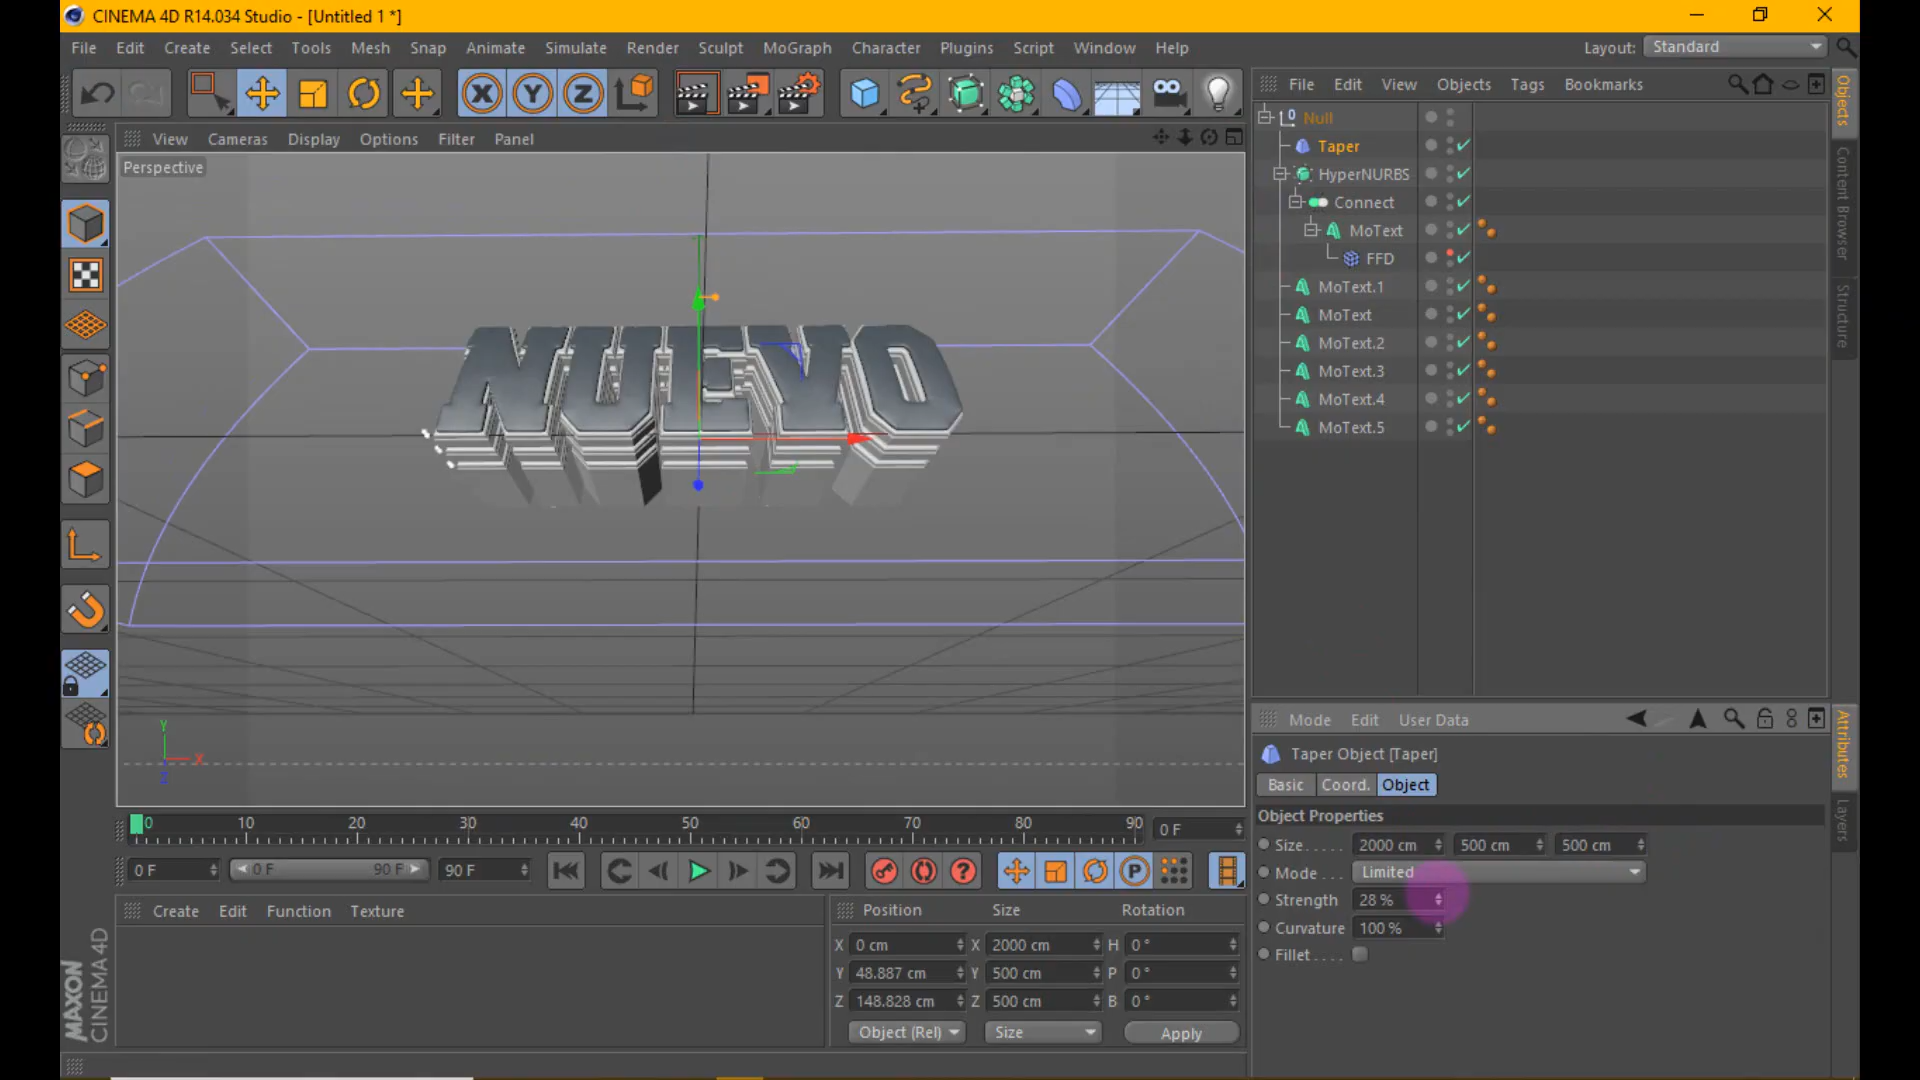 CINEMA 4D R14.034 Studio - [Untitled 1 *]
File Edit Create Select Tools Mesh Snap Animate Simulate Render Sculpt MoGraph Character Plugins Script Window Help Layout: Standard
X Y Z
File Edit View Objects Tags Bookmarks
View Cameras Display Options Filter Panel
Perspective
Null
Taper
HyperNURBS
Connect
MoText
FFD
MoText.1
MoText
MoText.2
MoText.3
MoText.4
MoText.5
NUEVO
Y
X
Z
Objects
Content Browser
Structure
Mode Edit User Data
Taper Object [Taper]
Basic Coord. Object
Object Properties
Size 2000 cm 500 cm 500 cm
Mode Limited
Strength 28 %
Curvature 100 %
Fillet
Attributes
Layers
0 10 20 30 40 50 60 70 80 90 0 F
0 F 0 F 90 F 90 F
Create Edit Function Texture
Position Size Rotation
X 0 cm X 2000 cm H 0 °
Y 48.887 cm Y 500 cm P 0 °
Z 148.828 cm Z 500 cm B 0 °
Object (Rel) Size Apply
MAXON
CINEMA 4D